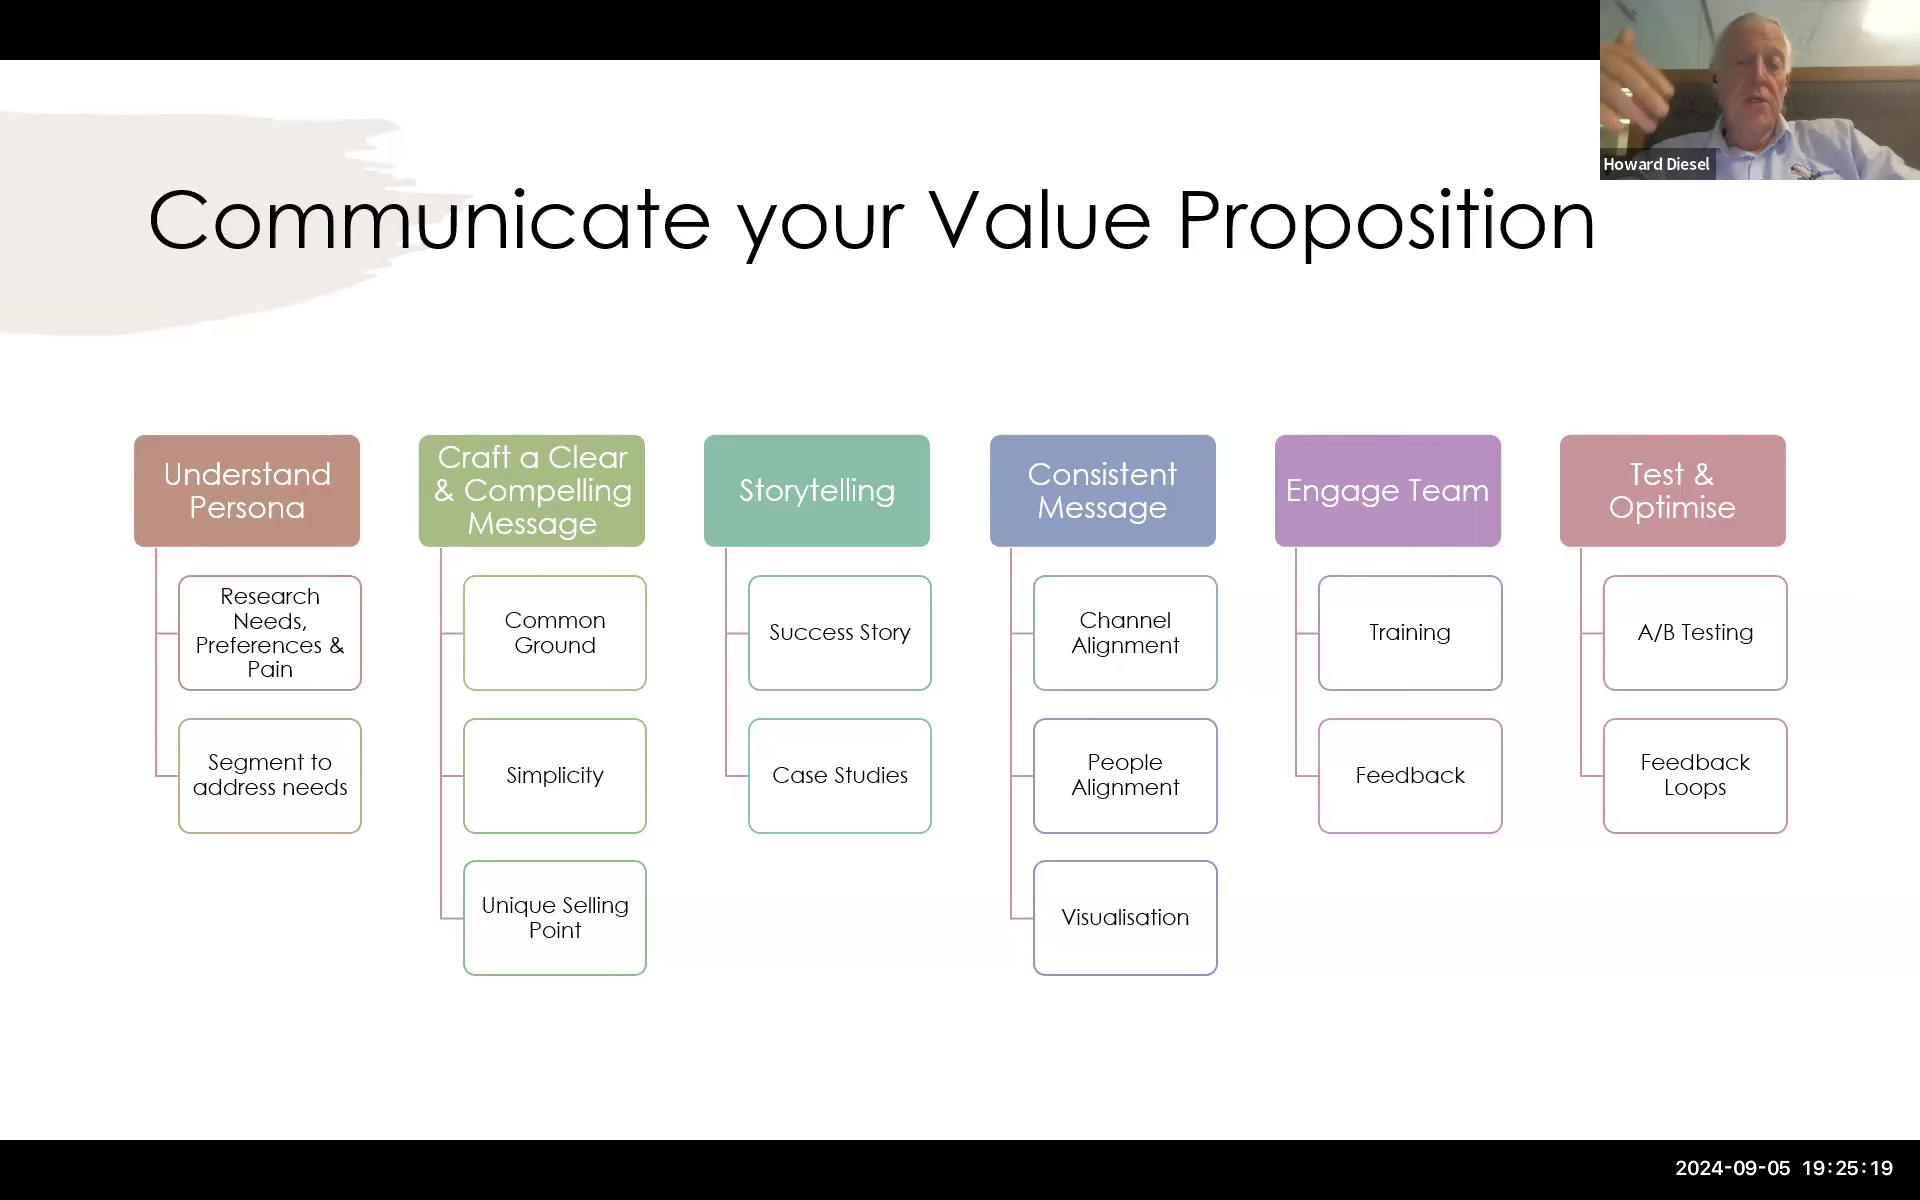 Howard Diesel
Communicate your Value Proposition
Understand
Persona
Research
Needs,
Preferences &
Pain
Segment to
address needs
Craft a Clear
& Compelling
Message
Common
Ground
Simplicity
Unique Selling
Point
Storytelling
Success Story
Case Studies
Consistent
Message
Channel
Alignment
People
Alignment
Visualisation
Engage Team
Training
Feedback
Test &
Optimise
A/B Testing
Feedback
Loops
2024-09-05 19:25:19